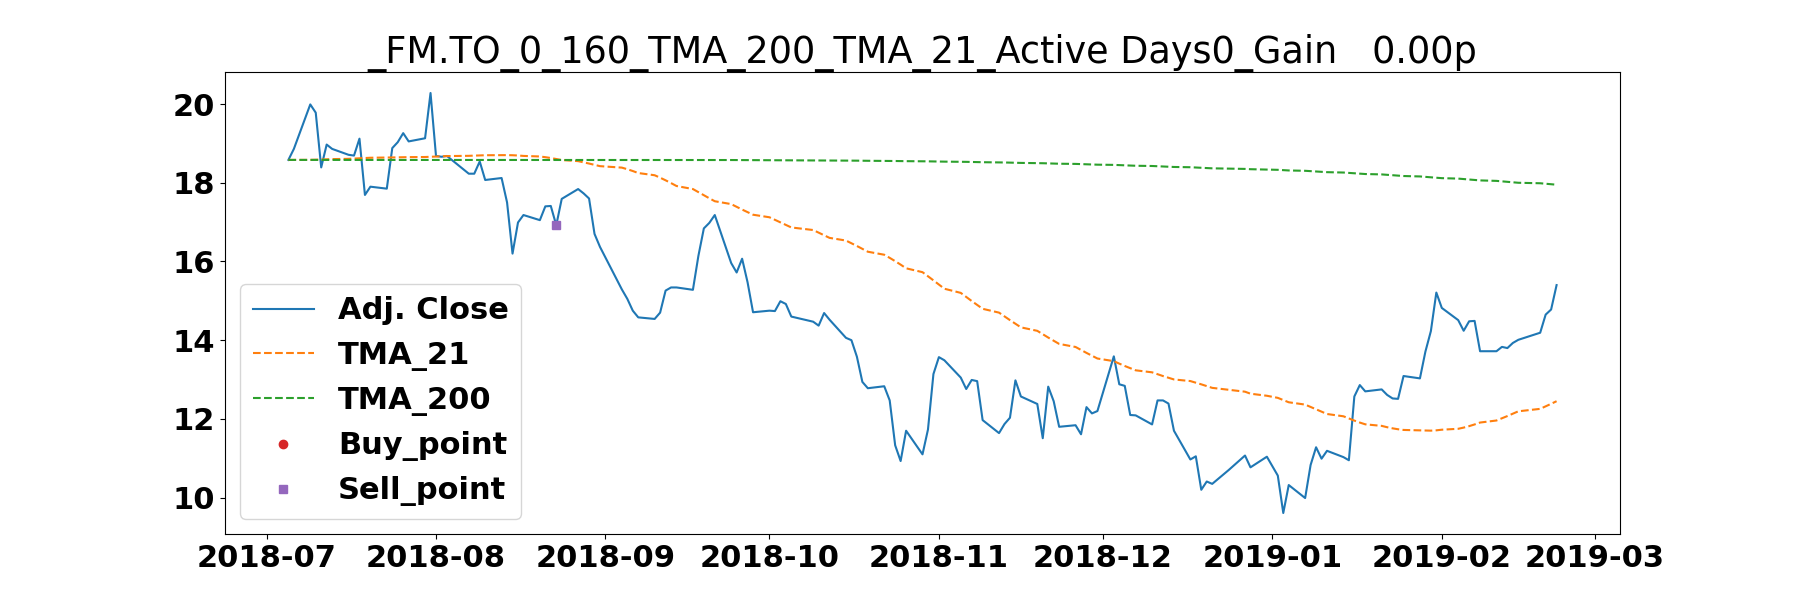 _FM.TO_0_160_TMA_200_TMA_21_Active Days0_Gain   0.00p
20
18
16
14
12
10
Adj. Close
TMA_21
TMA_200
Buy_point
Sell_point
2018-07 2018-08 2018-09 2018-10 2018-11 2018-12 2019-01 2019-02 2019-03